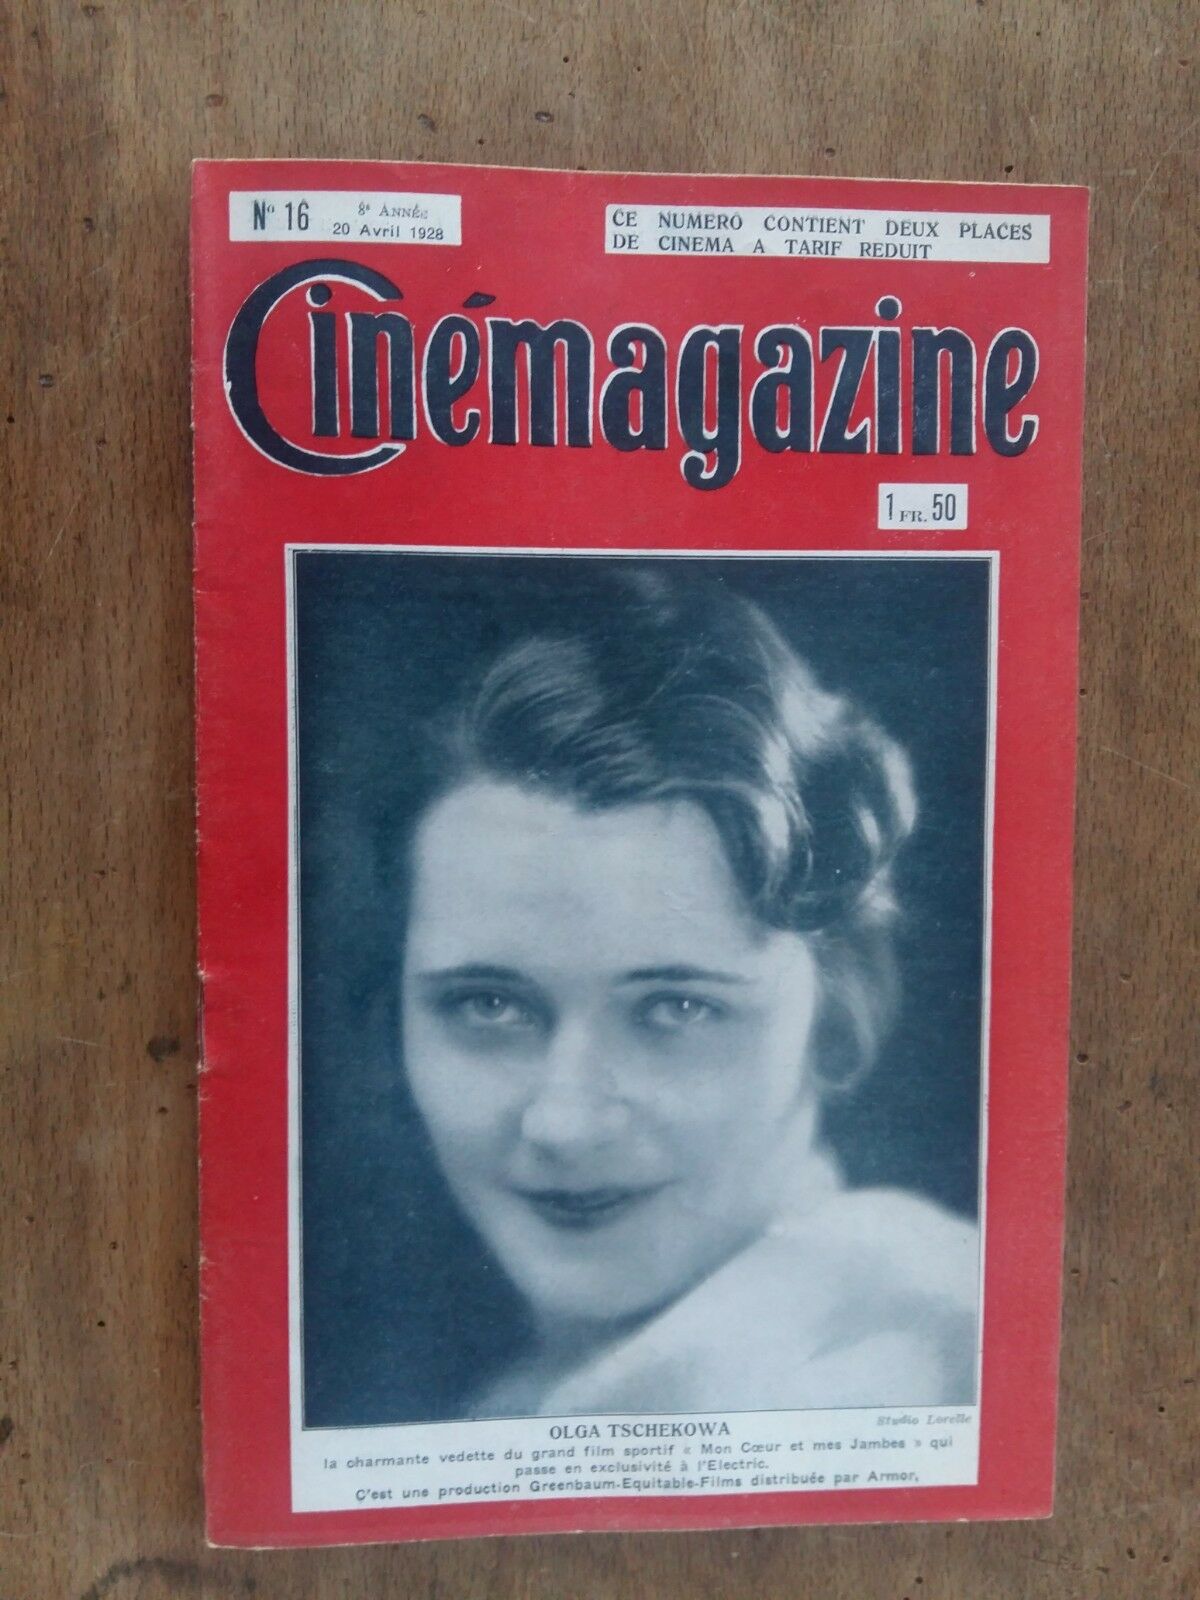 N° 16
8e ANNÉE
20 Avril 1928
CE NUMERO CONTIENT DEUX PLACES
DE CINEMA A TARIF REDUIT
Cinémagazine
1 FR. 50
Studio Lorelle
OLGA TSCHEKOWA
la charmante vedette du grand film sportif « Mon Cœur et mes Jambes » qui
passe en exclusivité à l'Electric.
C'est une production Greenbaum-Equitable-Films distribuée par Armor.